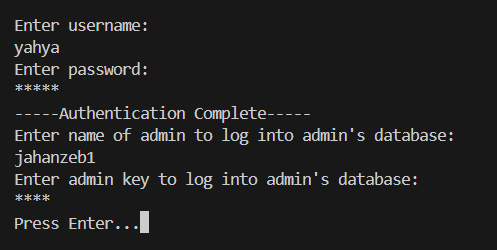 Enter username:
yahya
Enter password:
*****
-----Authentication Complete-----
Enter name of admin to log into admin's database:
jahanzeb1
Enter admin key to log into admin's database:
****
Press Enter...